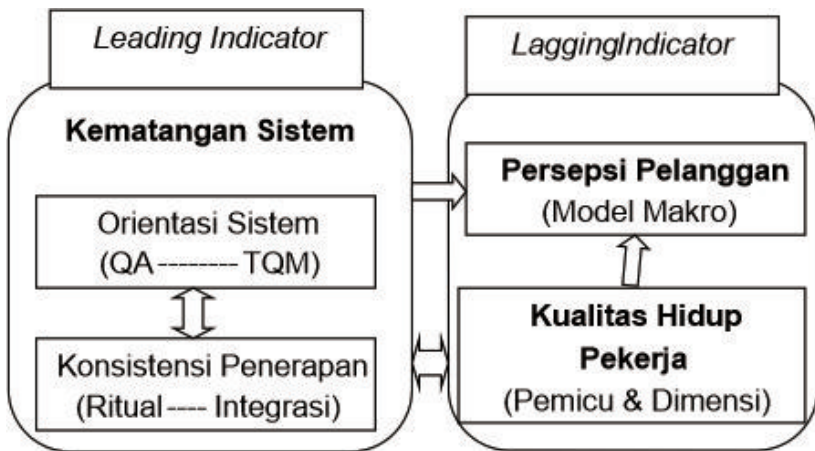 Leading Indicator
Kematangan Sistem
Orientasi Sistem
(QA -------- TQM)
Konsistensi Penerapan
(Ritual ---- Integrasi)
LaggingIndicator
Persepsi Pelanggan
(Model Makro)
Kualitas Hidup
Pekerja
(Pemicu & Dimensi)